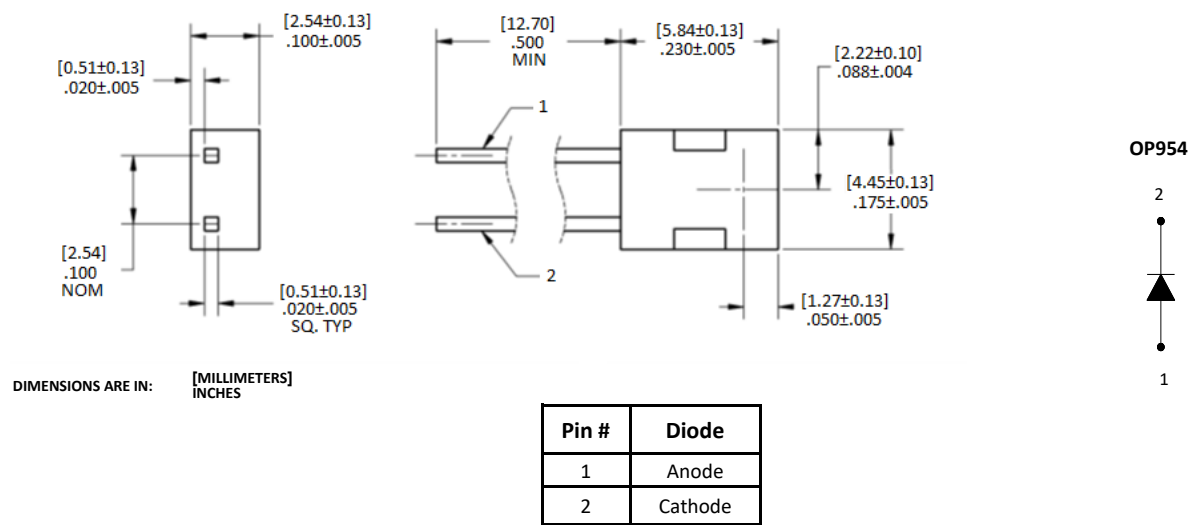 [2.54±0.13]
.100±.005
[0.51±0.13]
.020±.005
[2.54]
.100
NOM
[0.51±0.13]
.020±.005
SQ. TYP
[12.70]
.500
MIN
[5.84±0.13]
.230±.005
[2.22±0.10]
.088±.004
1
2
[4.45±0.13]
.175±.005
[1.27±0.13]
.050±.005
OP954
2
1
DIMENSIONS ARE IN: [MILLIMETERS]
INCHES
Pin # Diode
1 Anode
2 Cathode